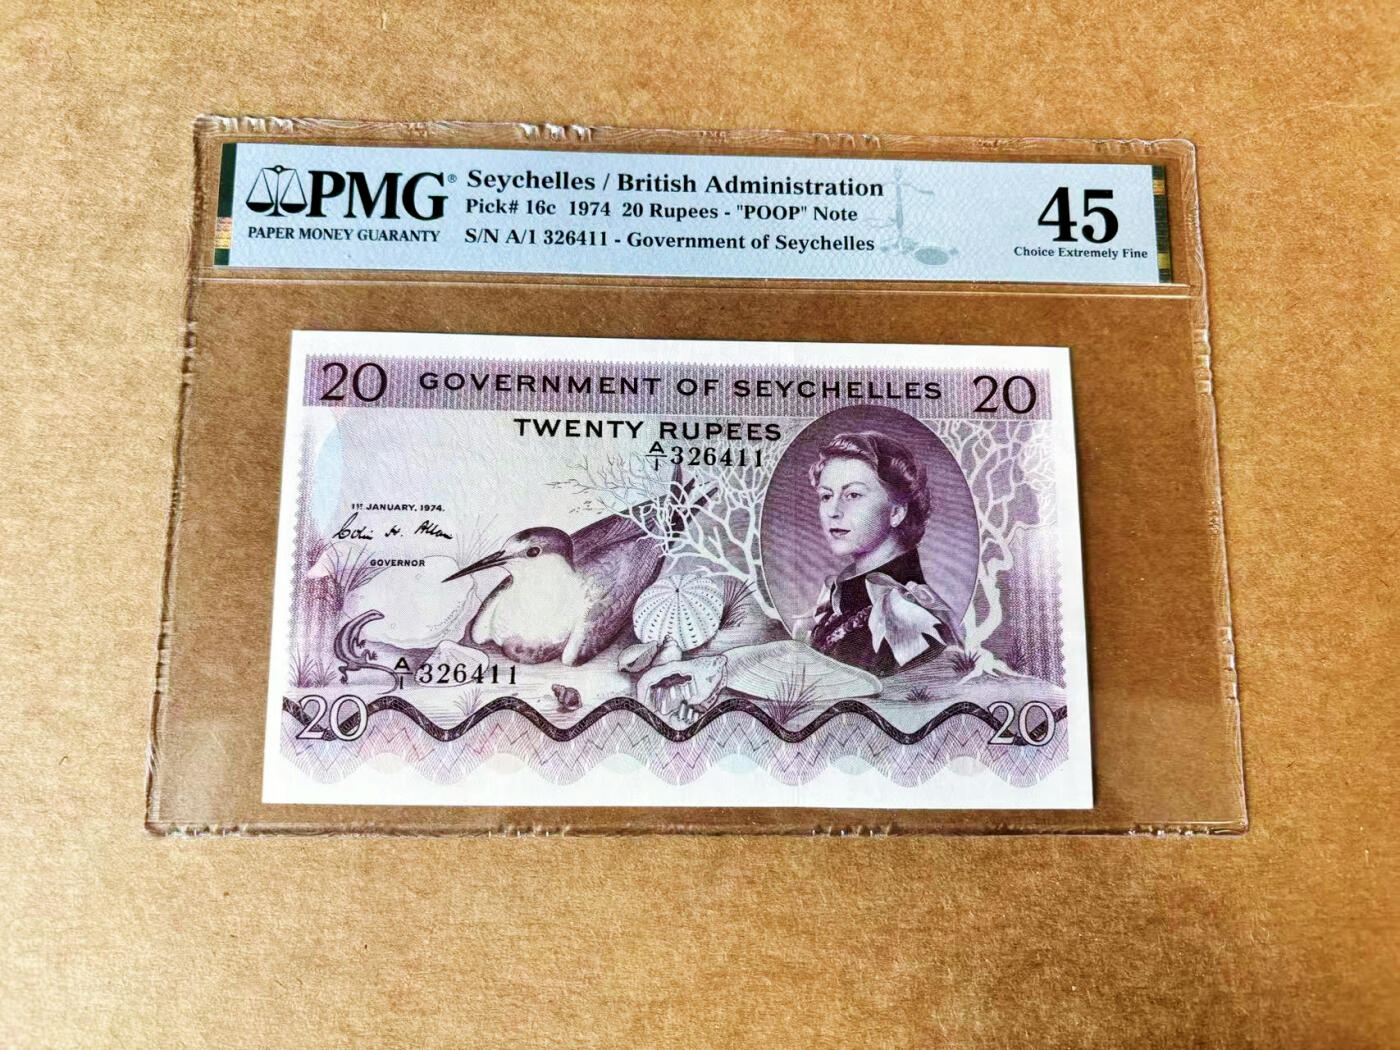 PMG®
PAPER MONEY GUARANTY
Seychelles / British Administration
Pick# 16c 1974 20 Rupees - "POOP" Note
S/N A/1 326411 - Government of Seychelles
45
Choice Extremely Fine
20 GOVERNMENT OF SEYCHELLES 20
TWENTY RUPEES
A/1 326411
1ST JANUARY, 1974.
Colin H. Allan
GOVERNOR
A/1 326411
20 20